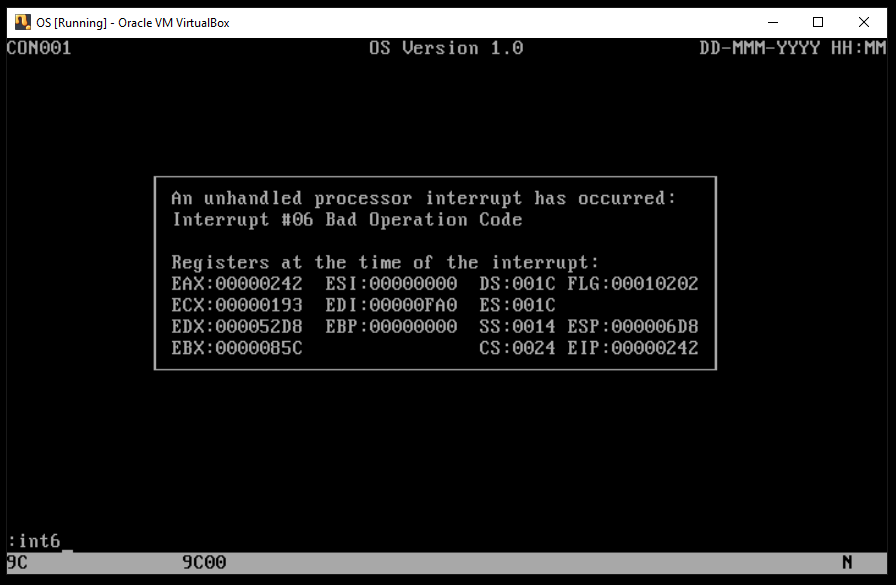 OS [Running] - Oracle VM VirtualBox
CON001 OS Version 1.0 DD-MMM-YYYY HH:MM
An unhandled processor interrupt has occurred:
Interrupt #06 Bad Operation Code
Registers at the time of the interrupt:
EAX:00000242 ESI:00000000 DS:001C FLG:00010202
ECX:00000193 EDI:00000FA0 ES:001C
EDX:000052D8 EBP:00000000 SS:0014 ESP:000006D8
EBX:0000085C CS:0024 EIP:00000242
:int6_
9C 9C00 N